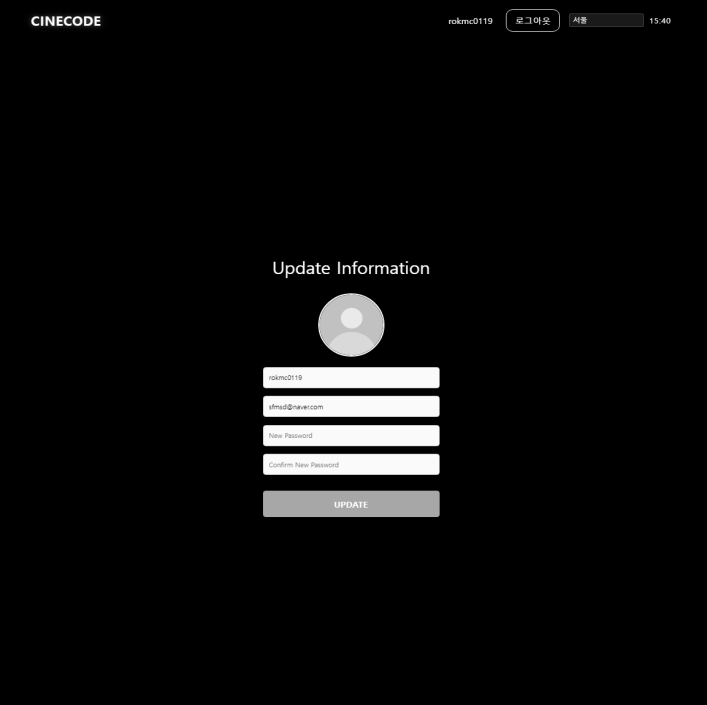 CINECODE
rokmc0119
로그아웃
서울
15:40
Update Information
rokmc0119
sfmsd@naver.com
New Password
Confirm New Password
UPDATE